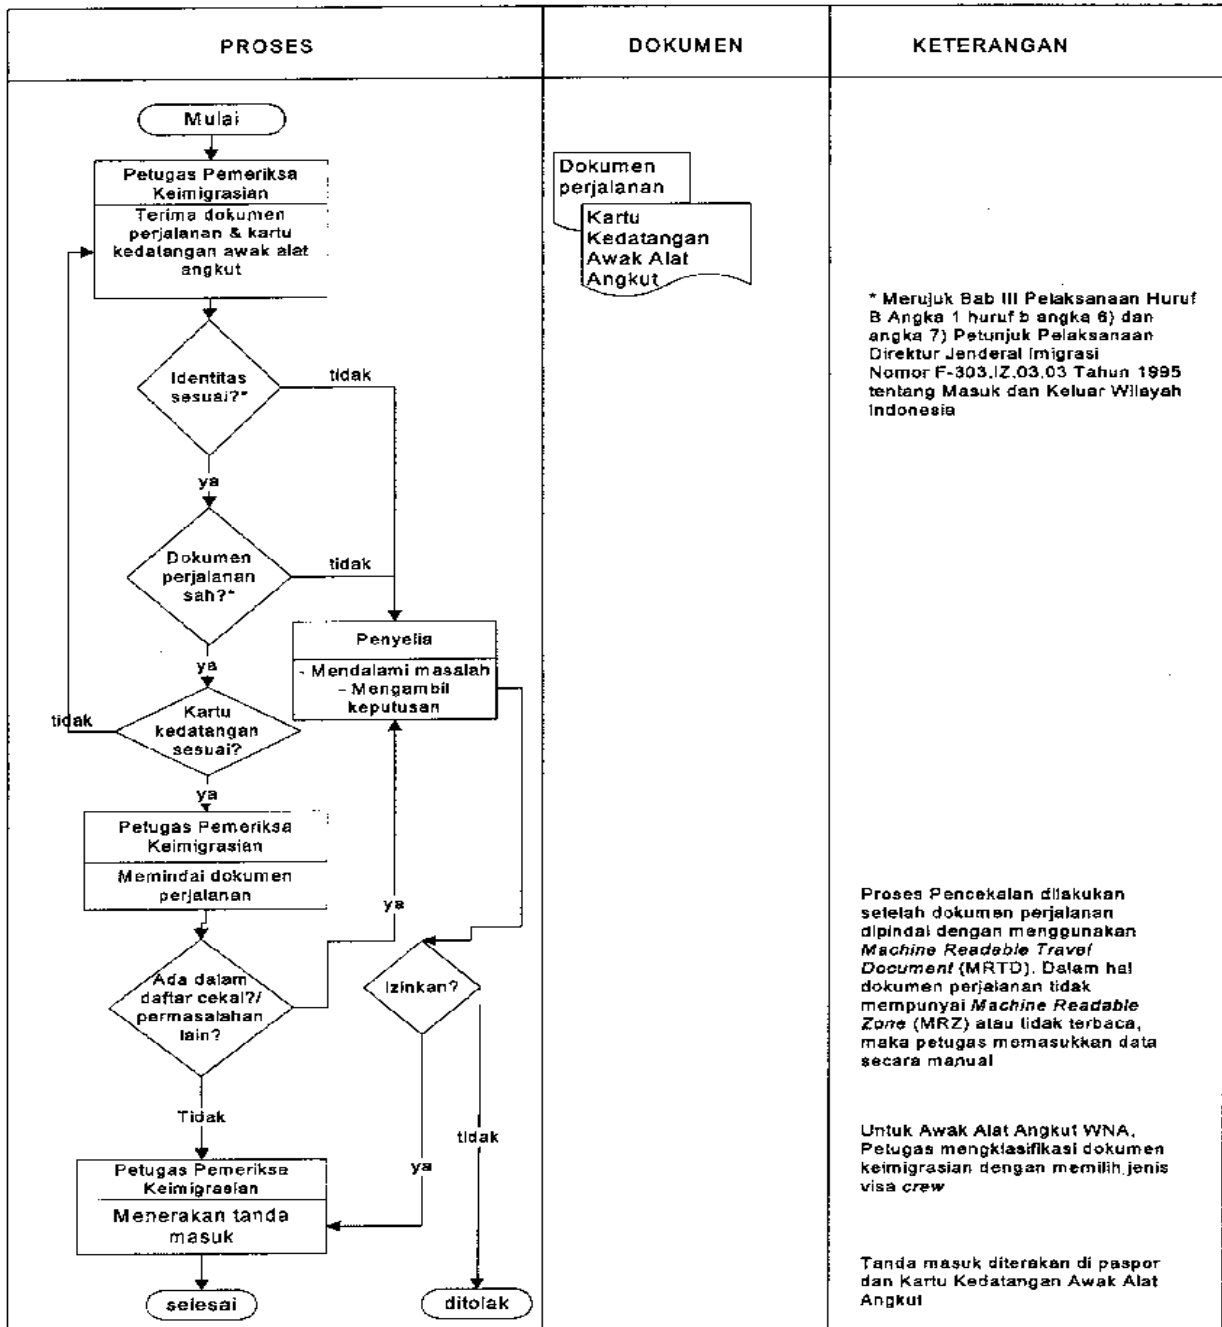 PROSES
DOKUMEN
KETERANGAN
Mulai
Petugas Pemeriksa
Keimigrasian
Terima dokumen
perjalanan & kartu
kedatangan awak alat
angkut
Dokumen
perjalanan
Kartu
Kedatangan
Awak Alat
Angkut
* Merujuk Bab III Pelaksanaan Huruf
B Angka 1 huruf b angka 6) dan
angka 7) Petunjuk Pelaksanaan
Direktur Jenderal Imigrasi
Nomor F-303.IZ.03.03 Tahun 1995
tentang Masuk dan Keluar Wilayah
Indonesia
Identitas
sesuai?*
tidak
ya
Dokumen
perjalanan
sah?*
tidak
ya
Penyelia
- Mendalami masalah
- Mengambil
keputusan
Kartu
kedatangan
sesuai?
tidak
ya
Petugas Pemeriksa
Keimigrasian
Memindai dokumen
perjalanan
ya
Ada dalam
daftar cekal?/
permasalahan
lain?
Izinkan?
Proses Pencekalan dilakukan
setelah dokumen perjalanan
dipindai dengan menggunakan
Machine Readable Travel
Document (MRTD). Dalam hal
dokumen perjalanan tidak
mempunyai Machine Readable
Zone (MRZ) atau tidak terbaca,
maka petugas memasukkan data
secara manual
Tidak
tidak
ya
Untuk Awak Alat Angkut WNA,
Petugas mengklasifikasi dokumen
keimigrasian dengan memilih jenis
visa crew
Petugas Pemeriksa
Keimigrasian
Menerakan tanda
masuk
selesai
ditolak
Tanda masuk diterakan di paspor
dan Kartu Kedatangan Awak Alat
Angkut